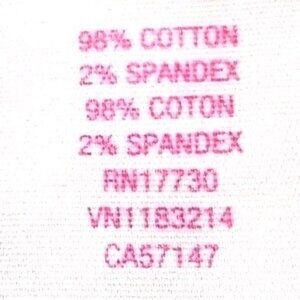 98% COTTON
2% SPANDEX
98% COTON
2% SPANDEX
RN17730
VN1183214
CA57147